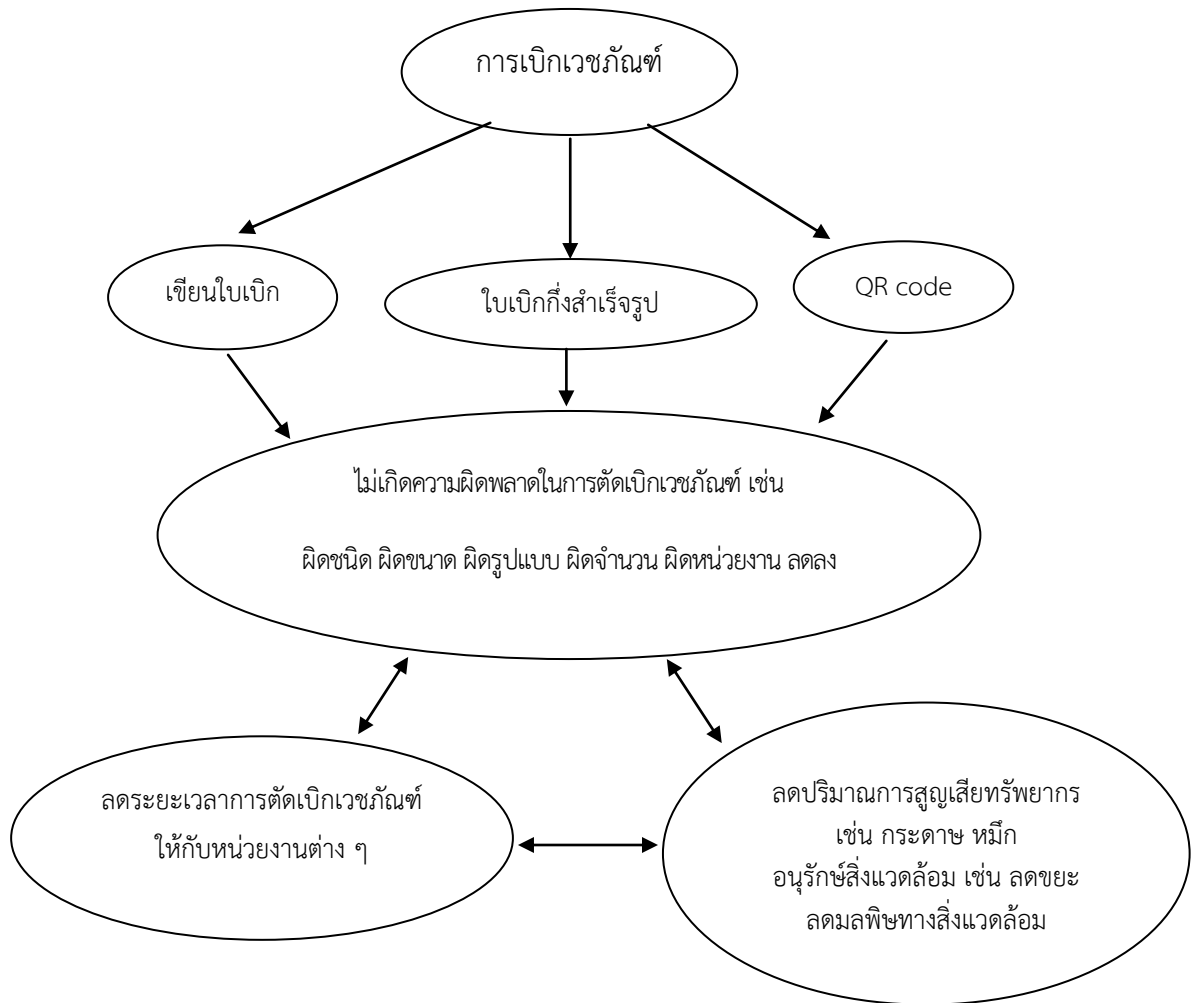 การเบิกเวชภัณฑ์
เขียนใบเบิก
ใบเบิกกึ่งสำเร็จรูป
QR code
ไม่เกิดความผิดพลาดในการตัดเบิกเวชภัณฑ์ เช่น
ผิดชนิด ผิดขนาด ผิดรูปแบบ ผิดจำนวน ผิดหน่วยงาน ลดลง
ลดระยะเวลาการตัดเบิกเวชภัณฑ์
ให้กับหน่วยงานต่าง ๆ
ลดปริมาณการสูญเสียทรัพยากร
เช่น กระดาษ หมึก
อนุรักษ์สิ่งแวดล้อม เช่น ลดขยะ
ลดมลพิษทางสิ่งแวดล้อม